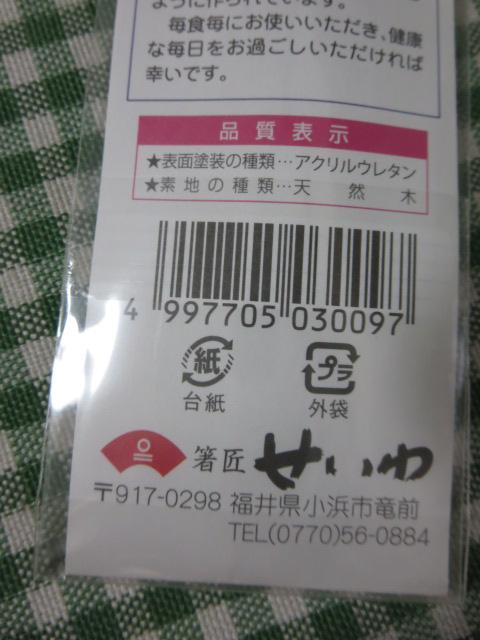 ように作られています。
毎食毎にお使いいただき、健康
な毎日をお過ごしいただければ
幸いです。
品質表示
★表面塗装の種類…アクリルウレタン
★素地の種類…天然木
4 997705 030097
紙
プラ
台紙
外袋
箸匠 せいわ
〒917-0298 福井県小浜市竜前
TEL(0770)56-0884